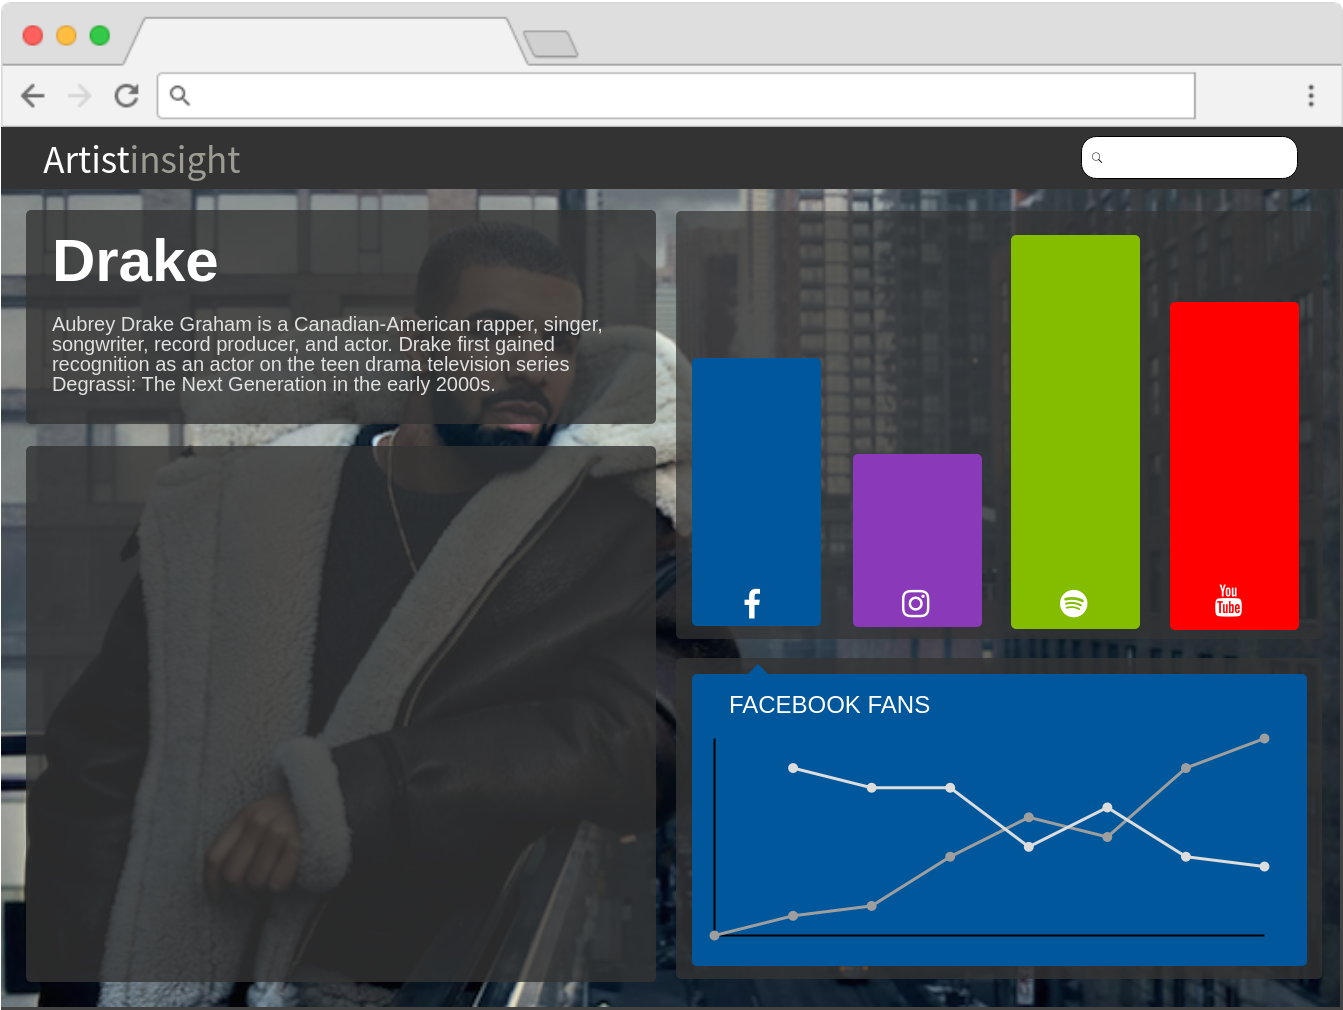 Artistinsight
Drake
Aubrey Drake Graham is a Canadian-American rapper, singer,
songwriter, record producer, and actor. Drake first gained
recognition as an actor on the teen drama television series
Degrassi: The Next Generation in the early 2000s.
You
Tube
FACEBOOK FANS